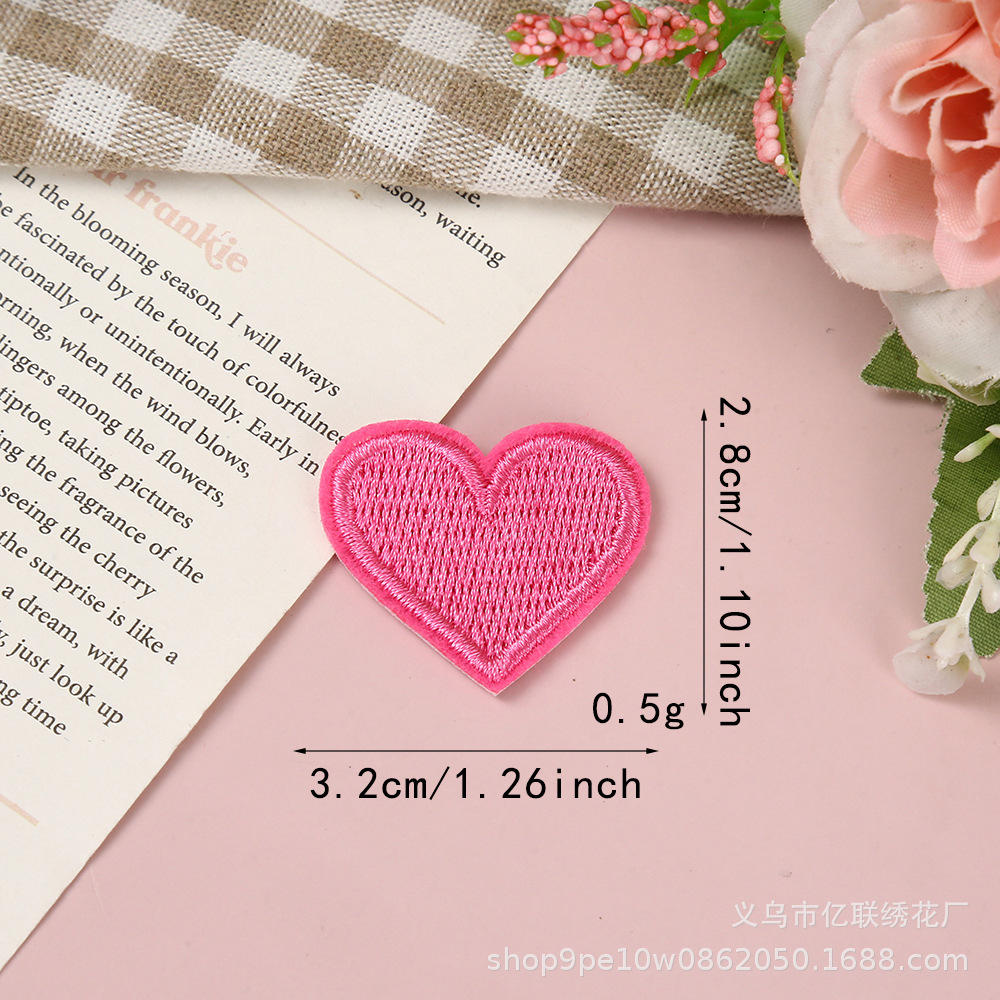 ason, waiting
frankie
In the blooming season, I will always
be fascinated by the touch of colorfulness
ntionally or unintentionally. Early in
orning, when the wind blows,
lingers among the flowers,
tiptoe, taking pictures
ing the fragrance of the
seeing the cherry
the surprise is like a
a dream, with
y, just look up
ng time
2.8cm/1.10inch
0.5g
3.2cm/1.26inch
义乌市亿联绣花厂
shop9pe10w0862050.1688.com